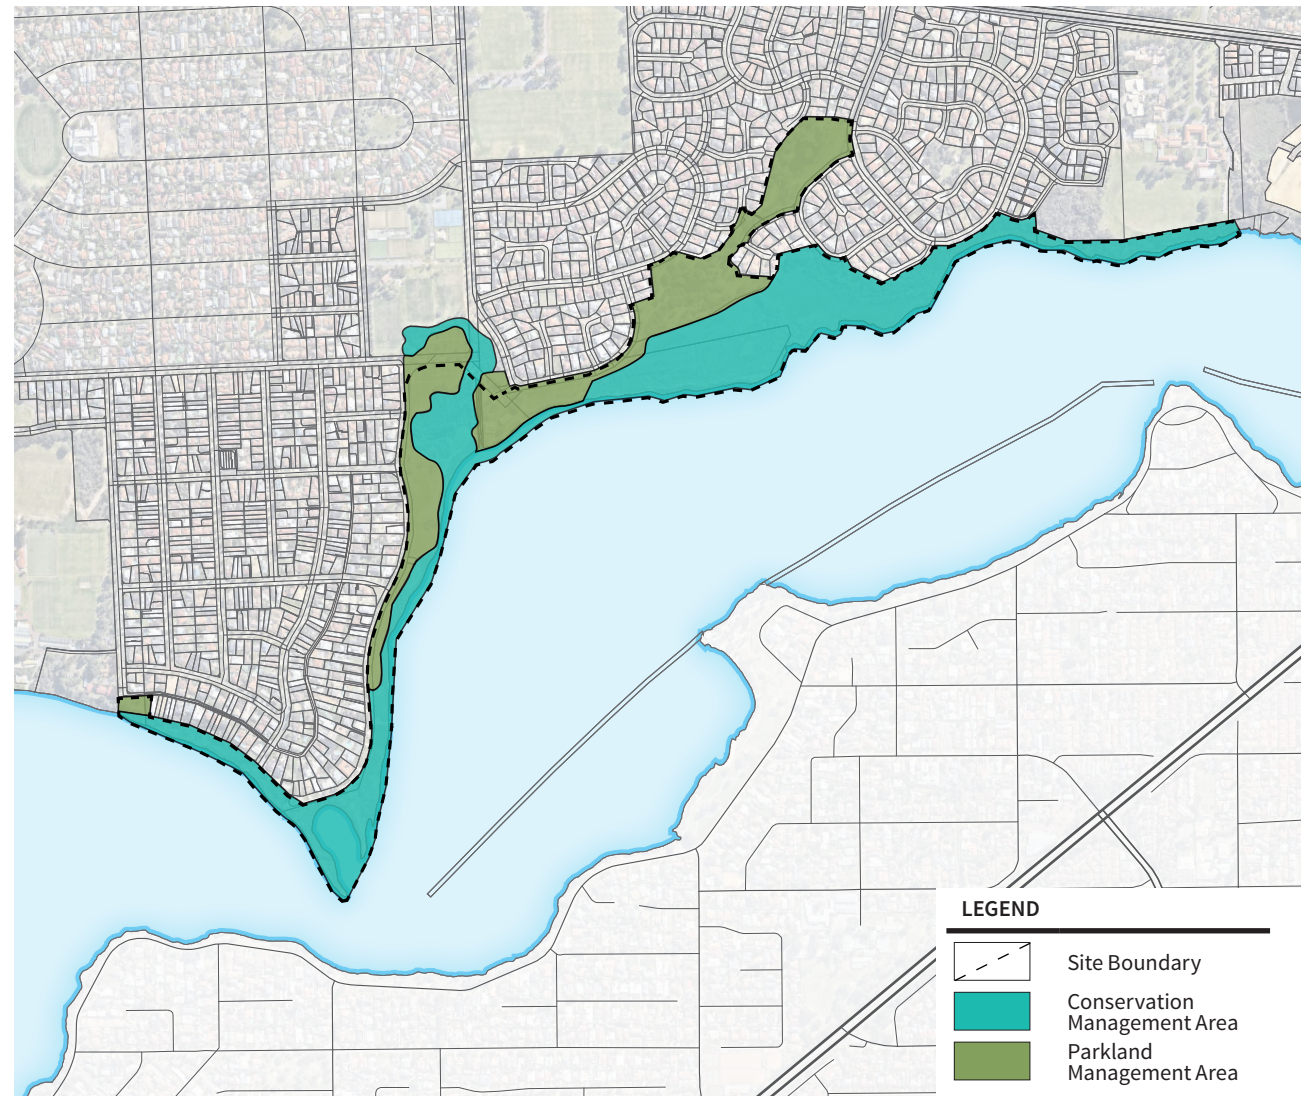 LEGEND
Site Boundary
Conservation
Management Area
Parkland
Management Area